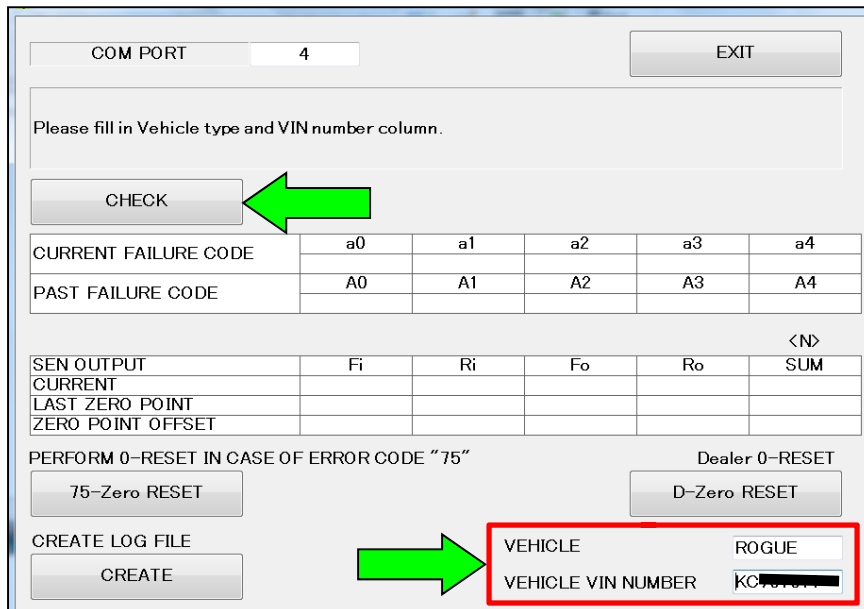 COM PORT 4 EXIT
Please fill in Vehicle type and VIN number column.
CHECK
CURRENT FAILURE CODE a0 a1 a2 a3 a4
PAST FAILURE CODE A0 A1 A2 A3 A4
<N>
SEN OUTPUT Fi Ri Fo Ro SUM
CURRENT
LAST ZERO POINT
ZERO POINT OFFSET
PERFORM 0-RESET IN CASE OF ERROR CODE "75" Dealer 0-RESET
75-Zero RESET D-Zero RESET
CREATE LOG FILE VEHICLE ROGUE
CREATE VEHICLE VIN NUMBER KC